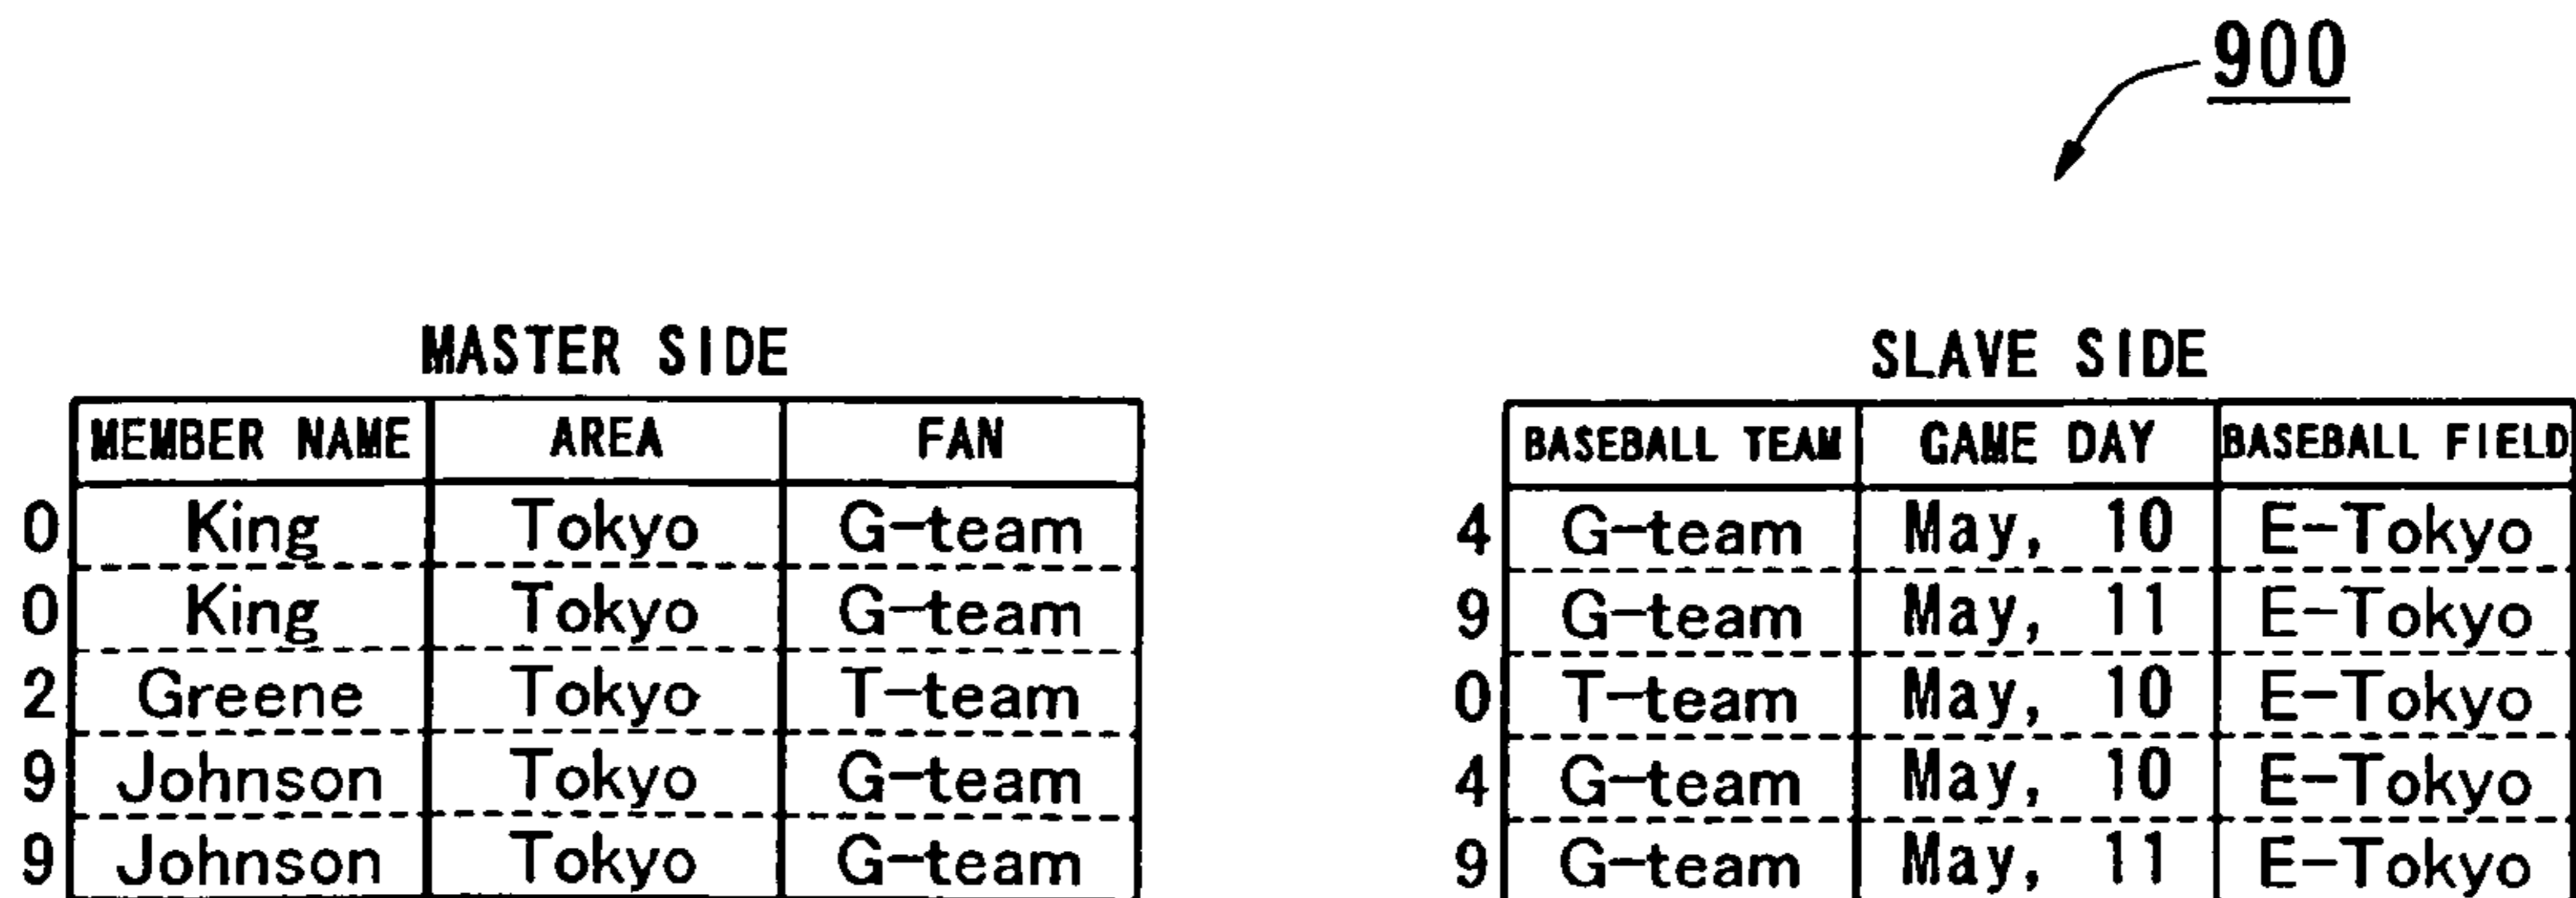 900
MASTER SIDE
MEMBER NAME AREA FAN
0 King Tokyo G-team
0 King Tokyo G-team
2 Greene Tokyo T-team
9 Johnson Tokyo G-team
9 Johnson Tokyo G-team
SLAVE SIDE
BASEBALL TEAM GAME DAY BASEBALL FIELD
4 G-team May, 10 E-Tokyo
9 G-team May, 11 E-Tokyo
0 T-team May, 10 E-Tokyo
4 G-team May, 10 E-Tokyo
9 G-team May, 11 E-Tokyo